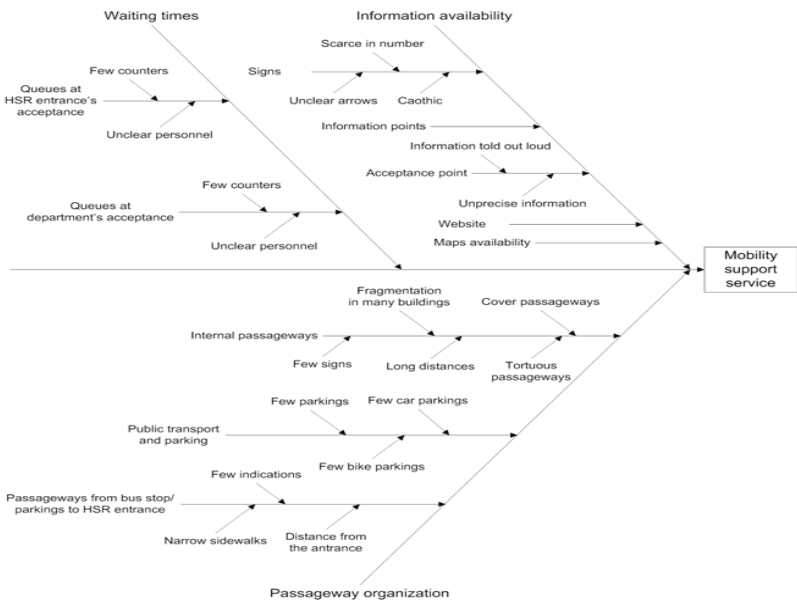 Waiting times
Information availability
Scarce in number
Signs
Unclear arrows
Caothic
Few counters
Queues at
HSR entrance's
acceptance
Unclear personnel
Information points
Information told out loud
Acceptance point
Unprecise information
Few counters
Queues at
department's acceptance
Unclear personnel
Website
Maps availability
Mobility
support
service
Fragmentation
in many buildings
Cover passageways
Internal passageways
Few signs
Long distances
Tortuous
passageways
Few parkings
Few car parkings
Public transport
and parking
Few bike parkings
Few indications
Passageways from bus stop/
parkings to HSR entrance
Narrow sidewalks
Distance from
the antrance
Passageway organization